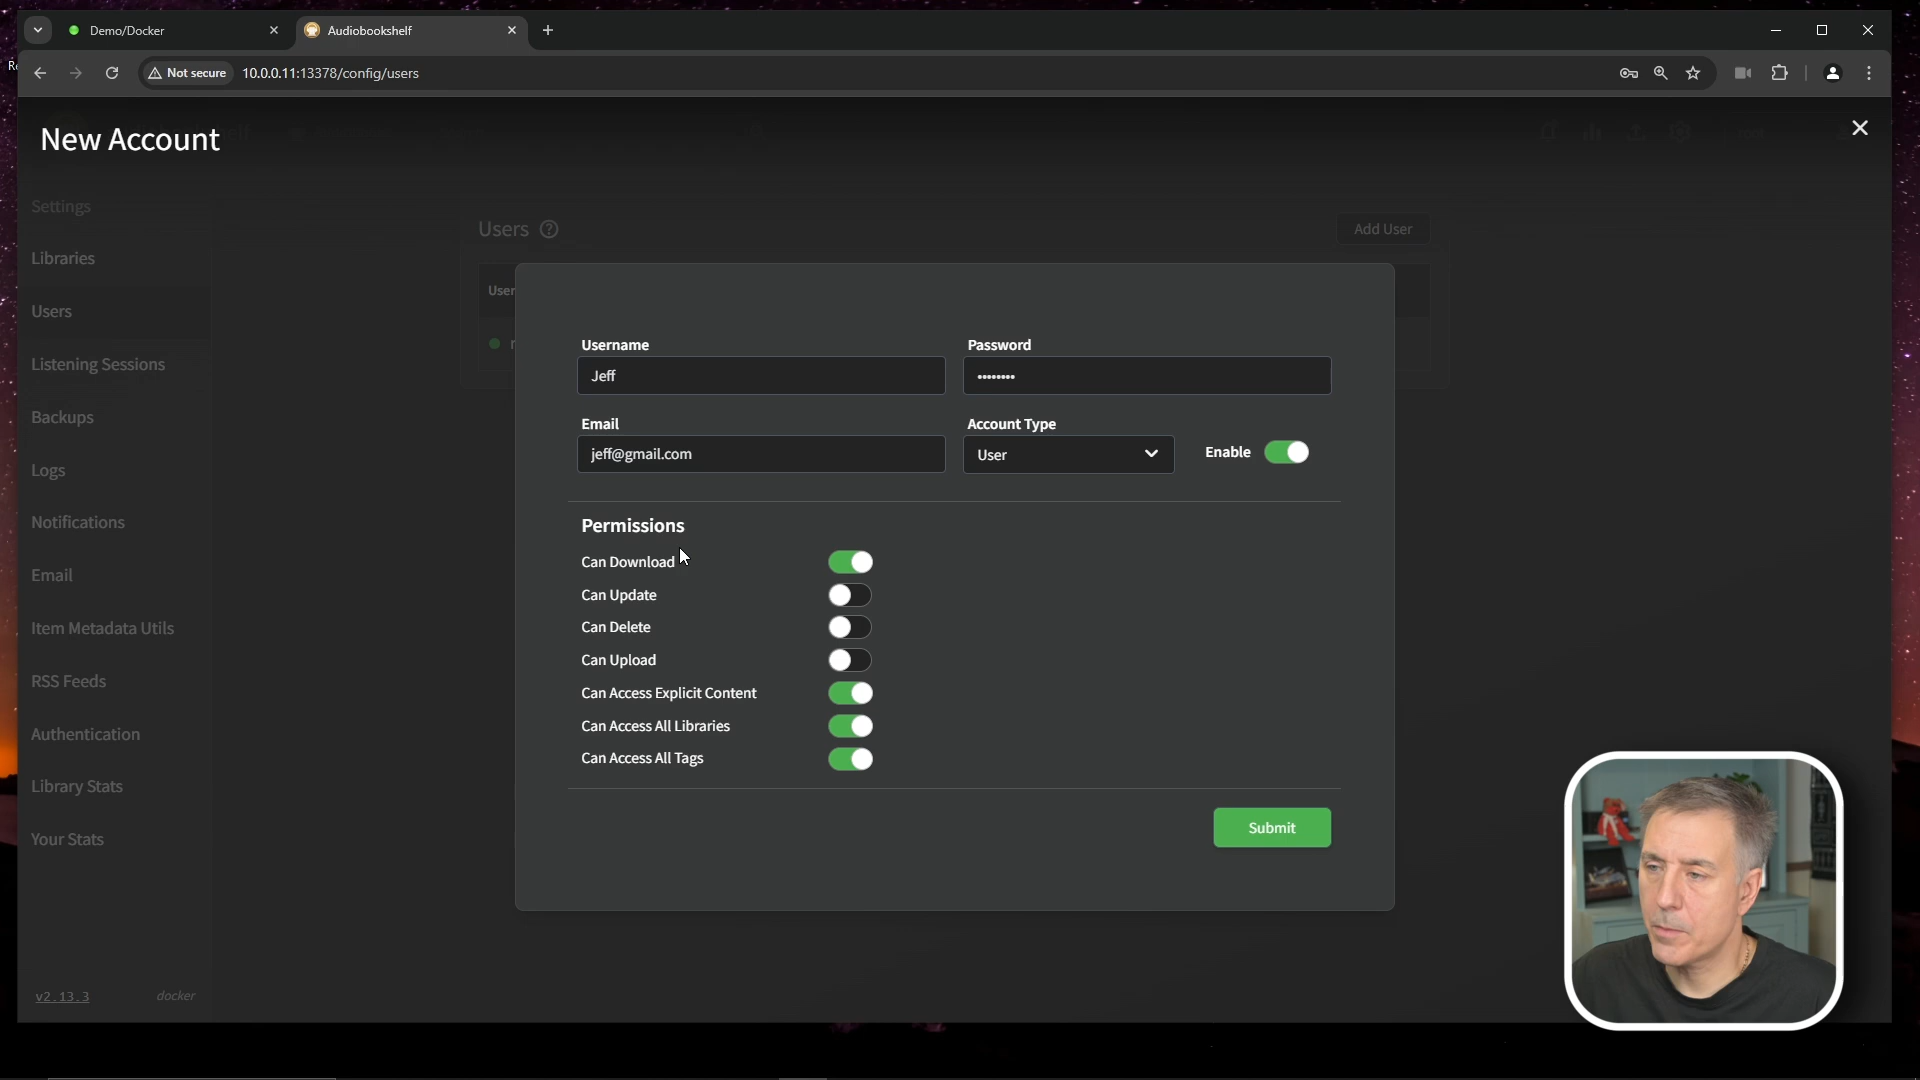 Demo/Docker
Audiobookshelf
Not secure
10.0.0.11:13378/config/users
New Account
Settings
Users
Add User
Libraries
User
Users
Username
Password
Jeff
••••••••
Listening Sessions
Backups
Email
Account Type
jeff@gmail.com
User
Enable
Logs
Notifications
Permissions
Can Download
Email
Can Update
Can Delete
Item Metadata Utils
Can Upload
RSS Feeds
Can Access Explicit Content
Authentication
Can Access All Libraries
Can Access All Tags
Library Stats
Submit
Your Stats
v2.13.3
docker